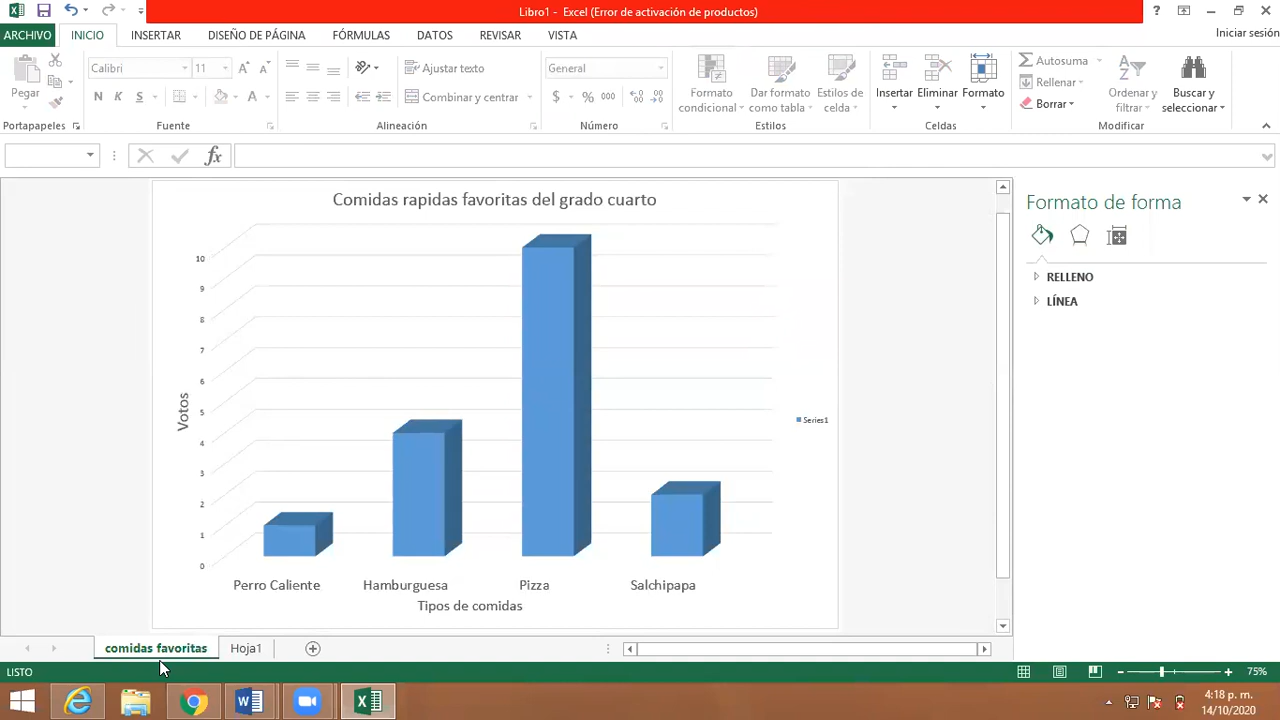 Libro1 - Excel (Error de activación de productos)
ARCHIVO INICIO INSERTAR DISEÑO DE PÁGINA FÓRMULAS DATOS REVISAR VISTA Iniciar sesión
Calibri 11 Ajustar texto General Autosuma
Rellenar
Pegar N K S A Combinar y centrar $ % 000 Borrar
Formato condicional Dar formato como tabla Estilos de celda Insertar Eliminar Formato Ordenar y filtrar Buscar y seleccionar
Portapapeles Fuente Alineación Número Estilos Celdas Modificar
fx
Comidas rapidas favoritas del grado cuarto
10
9
8
7
6
5
4
3
2
1
0
Votos
Series1
Perro Caliente Hamburguesa Pizza Salchipapa
Tipos de comidas
Formato de forma
RELLENO
LÍNEA
comidas favoritas Hoja1
LISTO 75%
4:18 p. m.
14/10/2020